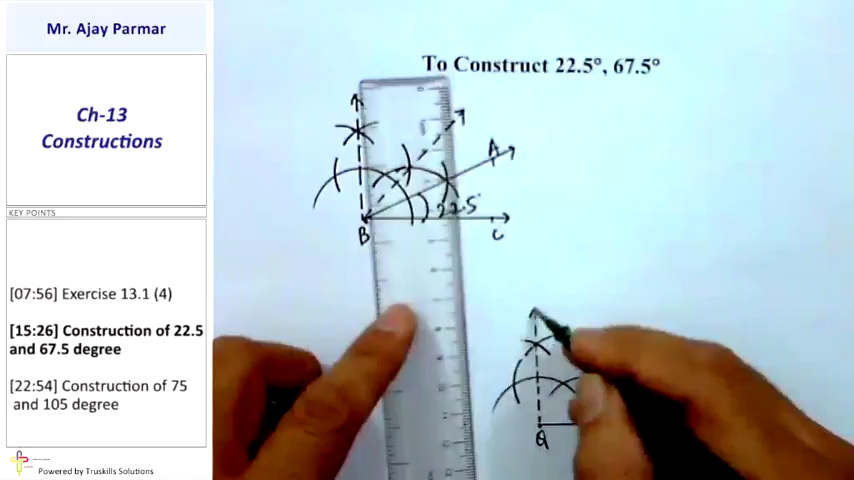 Mr. Ajay Parmar
Ch-13
Constructions
KEY POINTS
[07:56] Exercise 13.1 (4)
[15:26] Construction of 22.5
and 67.5 degree
[22:54] Construction of 75
and 105 degree
Powered by Truskills Solutions
To Construct 22.5°, 67.5°
A
22.5
B
C
Q